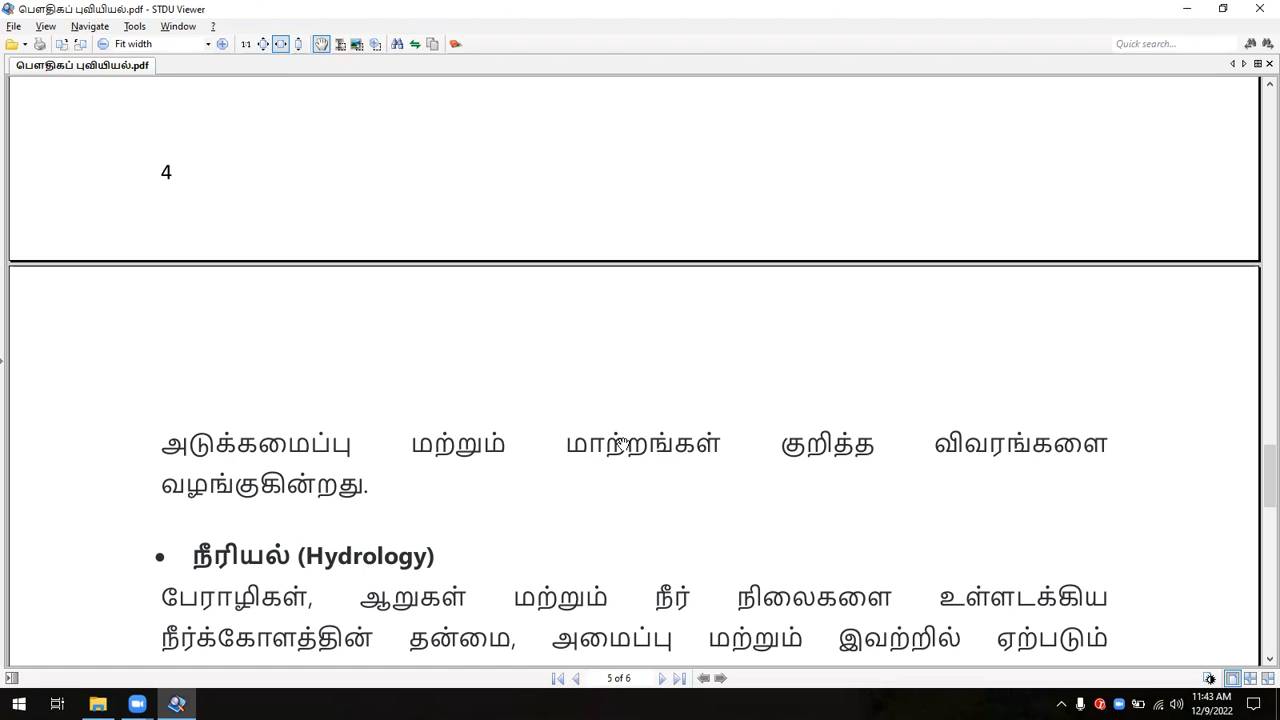 பௌதிகப் புவியியல்.pdf - STDU Viewer
File View Navigate Tools Window ?
Fit width 1:1 Quick search...
பௌதிகப் புவியியல்.pdf
4
அடுக்கமைப்பு மற்றும் மாற்றங்கள் குறித்த விவரங்களை
வழங்குகின்றது.
• நீரியல் (Hydrology)
பேராழிகள், ஆறுகள் மற்றும் நீர் நிலைகளை உள்ளடக்கிய
நீர்க்கோளத்தின் தன்மை, அமைப்பு மற்றும் இவற்றில் ஏற்படும்
5 of 6
11:43 AM
12/9/2022